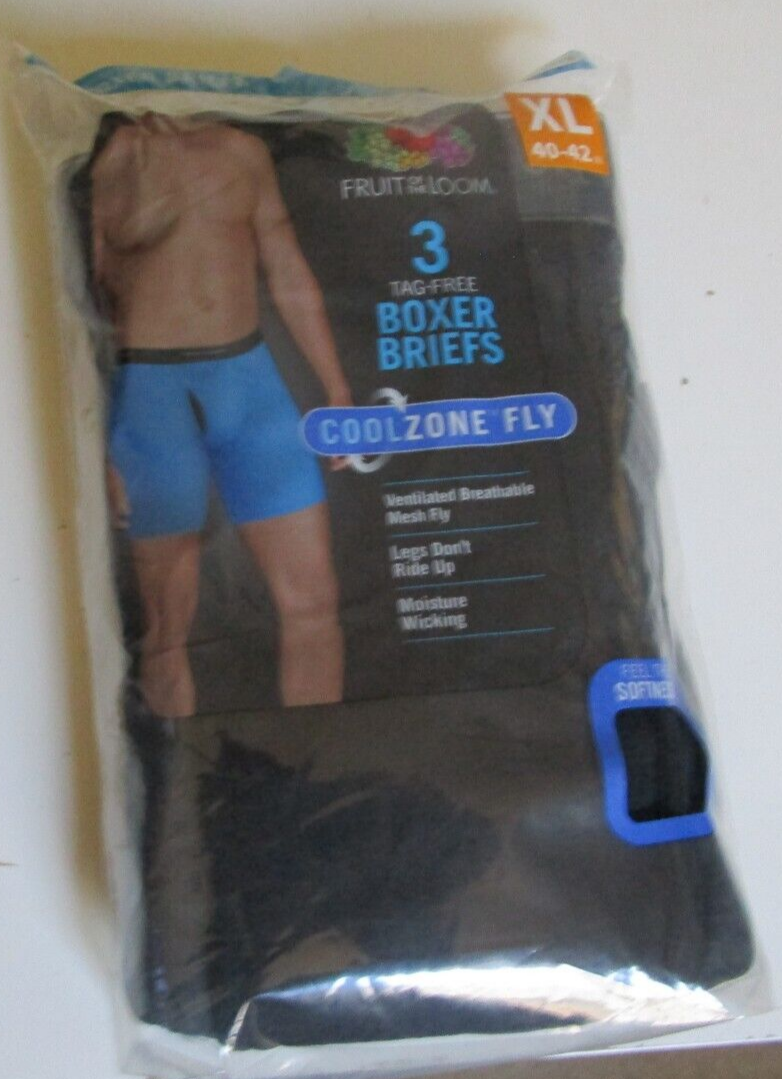 XL
40-42
FRUIT OF THE LOOM
3
TAG-FREE
BOXER
BRIEFS
COOLZONE FLY
Ventilated Breathable
Mesh Fly
Legs Don't
Ride Up
Moisture
Wicking
FEEL